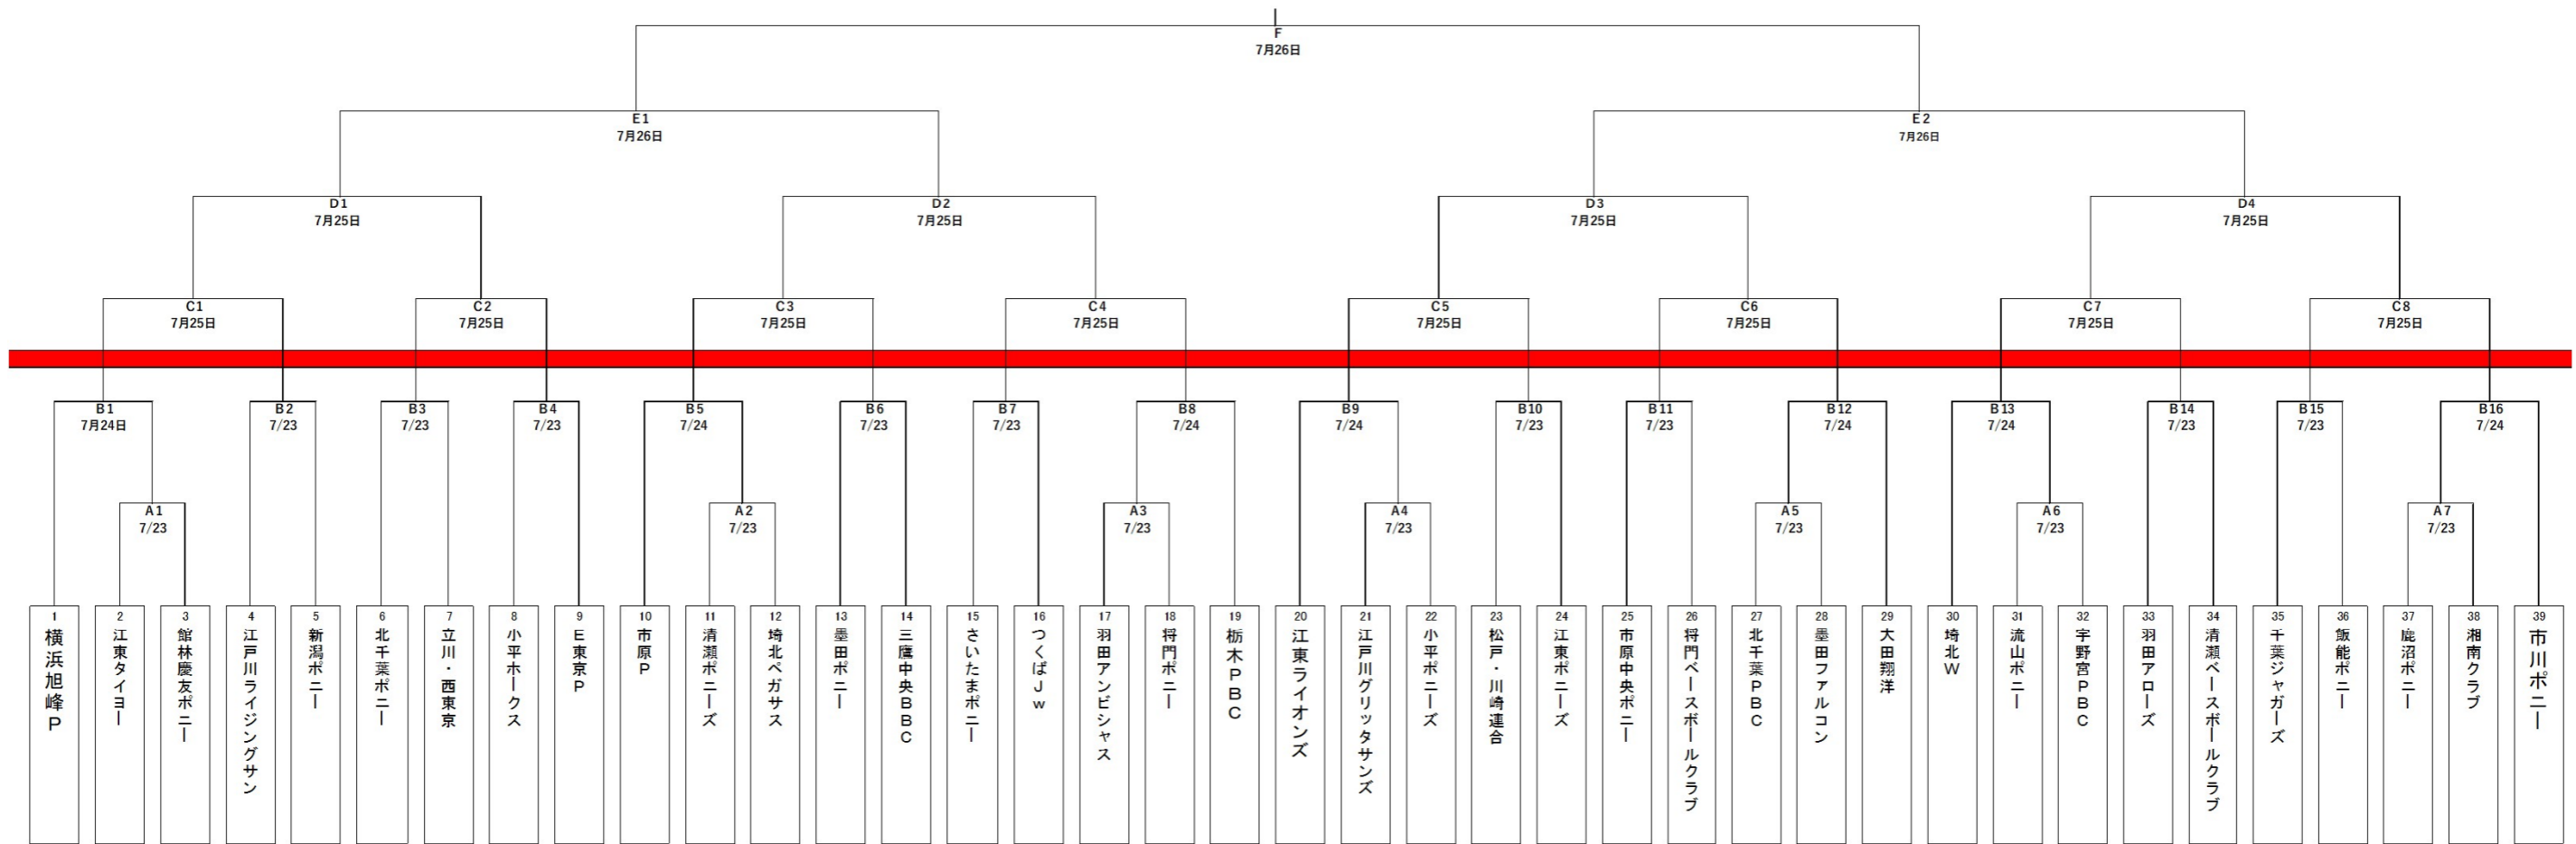 F
7月26日
E1
7月26日
E2
7月26日
D1
7月25日
D2
7月25日
D3
7月25日
D4
7月25日
C1
7月25日
C2
7月25日
C3
7月25日
C4
7月25日
C5
7月25日
C6
7月25日
C7
7月25日
C8
7月25日
B1
7月24日
B2
7/23
B3
7/23
B4
7/23
B5
7/24
B6
7/23
B7
7/23
B8
7/24
B9
7/24
B10
7/23
B11
7/23
B12
7/24
B13
7/24
B14
7/23
B15
7/23
B16
7/24
A1
7/23
A2
7/23
A3
7/23
A4
7/23
A5
7/23
A6
7/23
A7
7/23
1
横浜旭峰P
2
江東タイヨー
3
館林慶友ポニー
4
江戸川ライジングサン
5
新潟ポニー
6
北千葉ポニー
7
立川・西東京
8
小平ホークス
9
E東京P
10
市原P
11
清瀬ポニーズ
12
埼北ペガサス
13
墨田ポニー
14
三鷹中央BBC
15
さいたまポニー
16
つくばJw
17
羽田アンビシャス
18
将門ポニー
19
栃木PBC
20
江東ライオンズ
21
江戸川グリッタサンズ
22
小平ポニーズ
23
松戸・川崎連合
24
江東ポニーズ
25
市原中央ポニー
26
将門ベースボールクラブ
27
北千葉PBC
28
墨田ファルコン
29
大田翔洋
30
埼北W
31
流山ポニー
32
宇野宮PBC
33
羽田アローズ
34
清瀬ベースボールクラブ
35
千葉ジャガーズ
36
飯能ポニー
37
鹿沼ポニー
38
湘南クラブ
39
市川ポニー